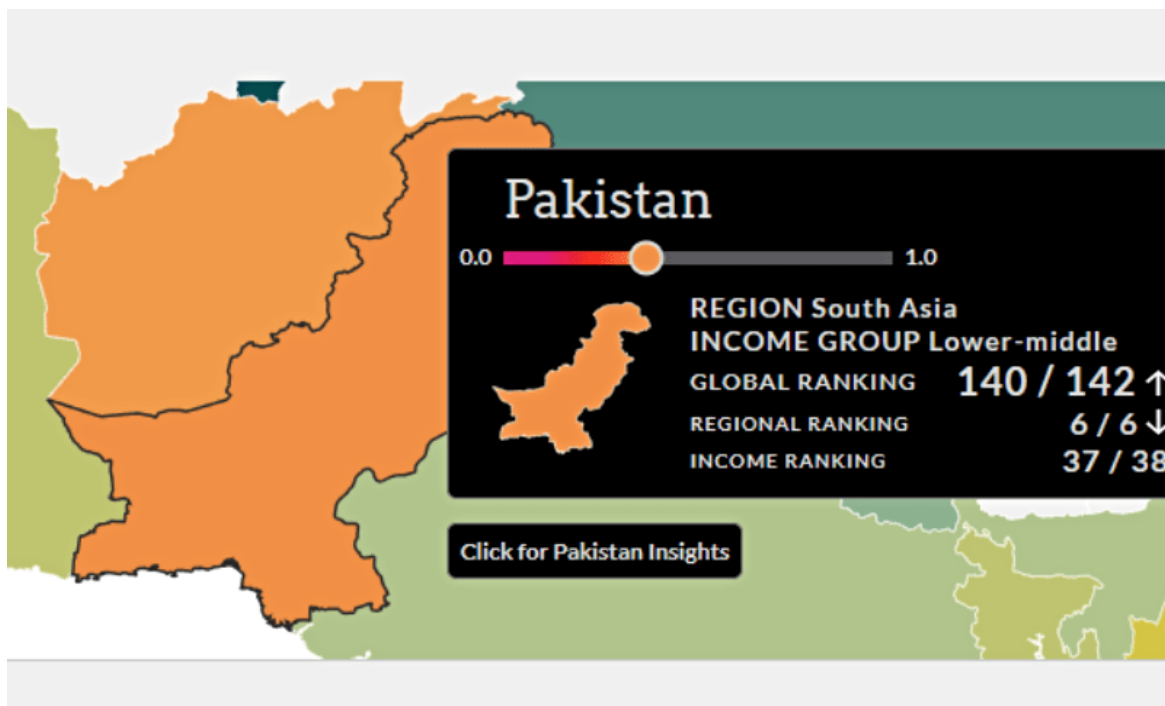 Pakistan
0.0 1.0
REGION South Asia
INCOME GROUP Lower-middle
GLOBAL RANKING 140 / 142 ↑
REGIONAL RANKING 6 / 6 ↓
INCOME RANKING 37 / 38
Click for Pakistan Insights